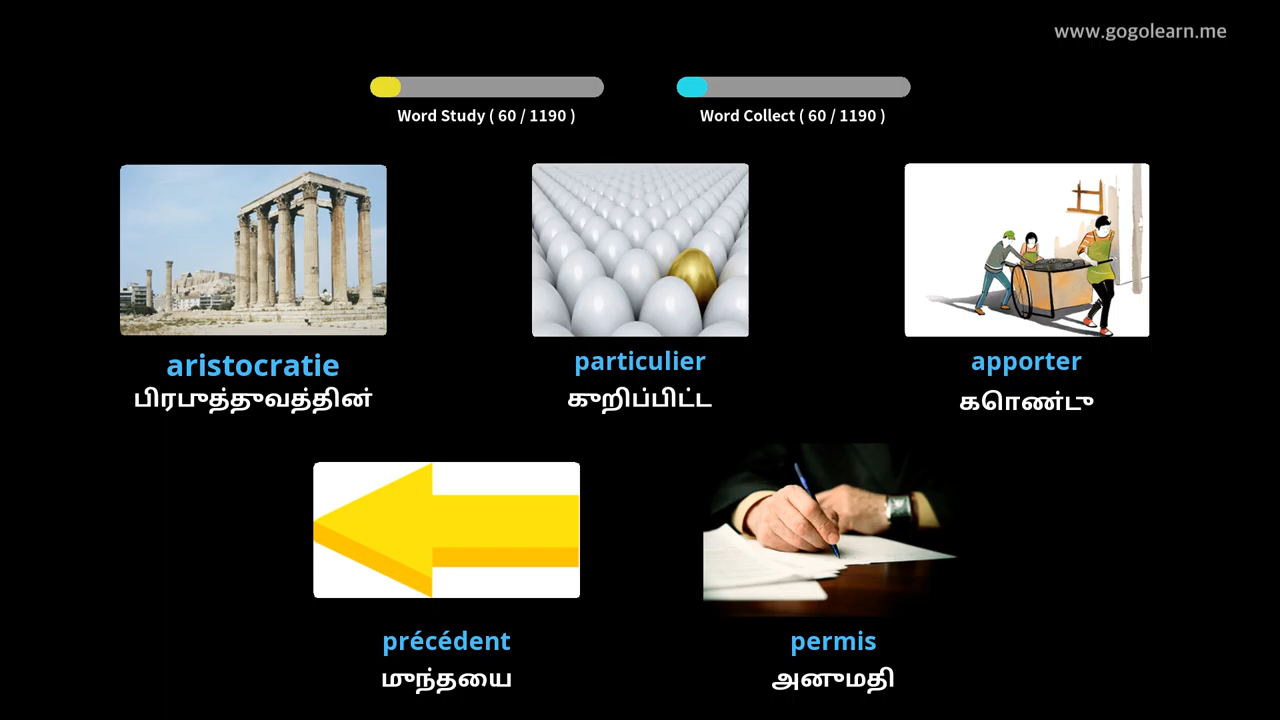 www.gogolearn.me
Word Study ( 60 / 1190 )
Word Collect ( 60 / 1190 )
aristocratie
பிரபுத்துவத்தின்
particulier
குறிப்பிட்ட
apporter
கொண்டு
précédent
முந்தயை
permis
அனுமதி